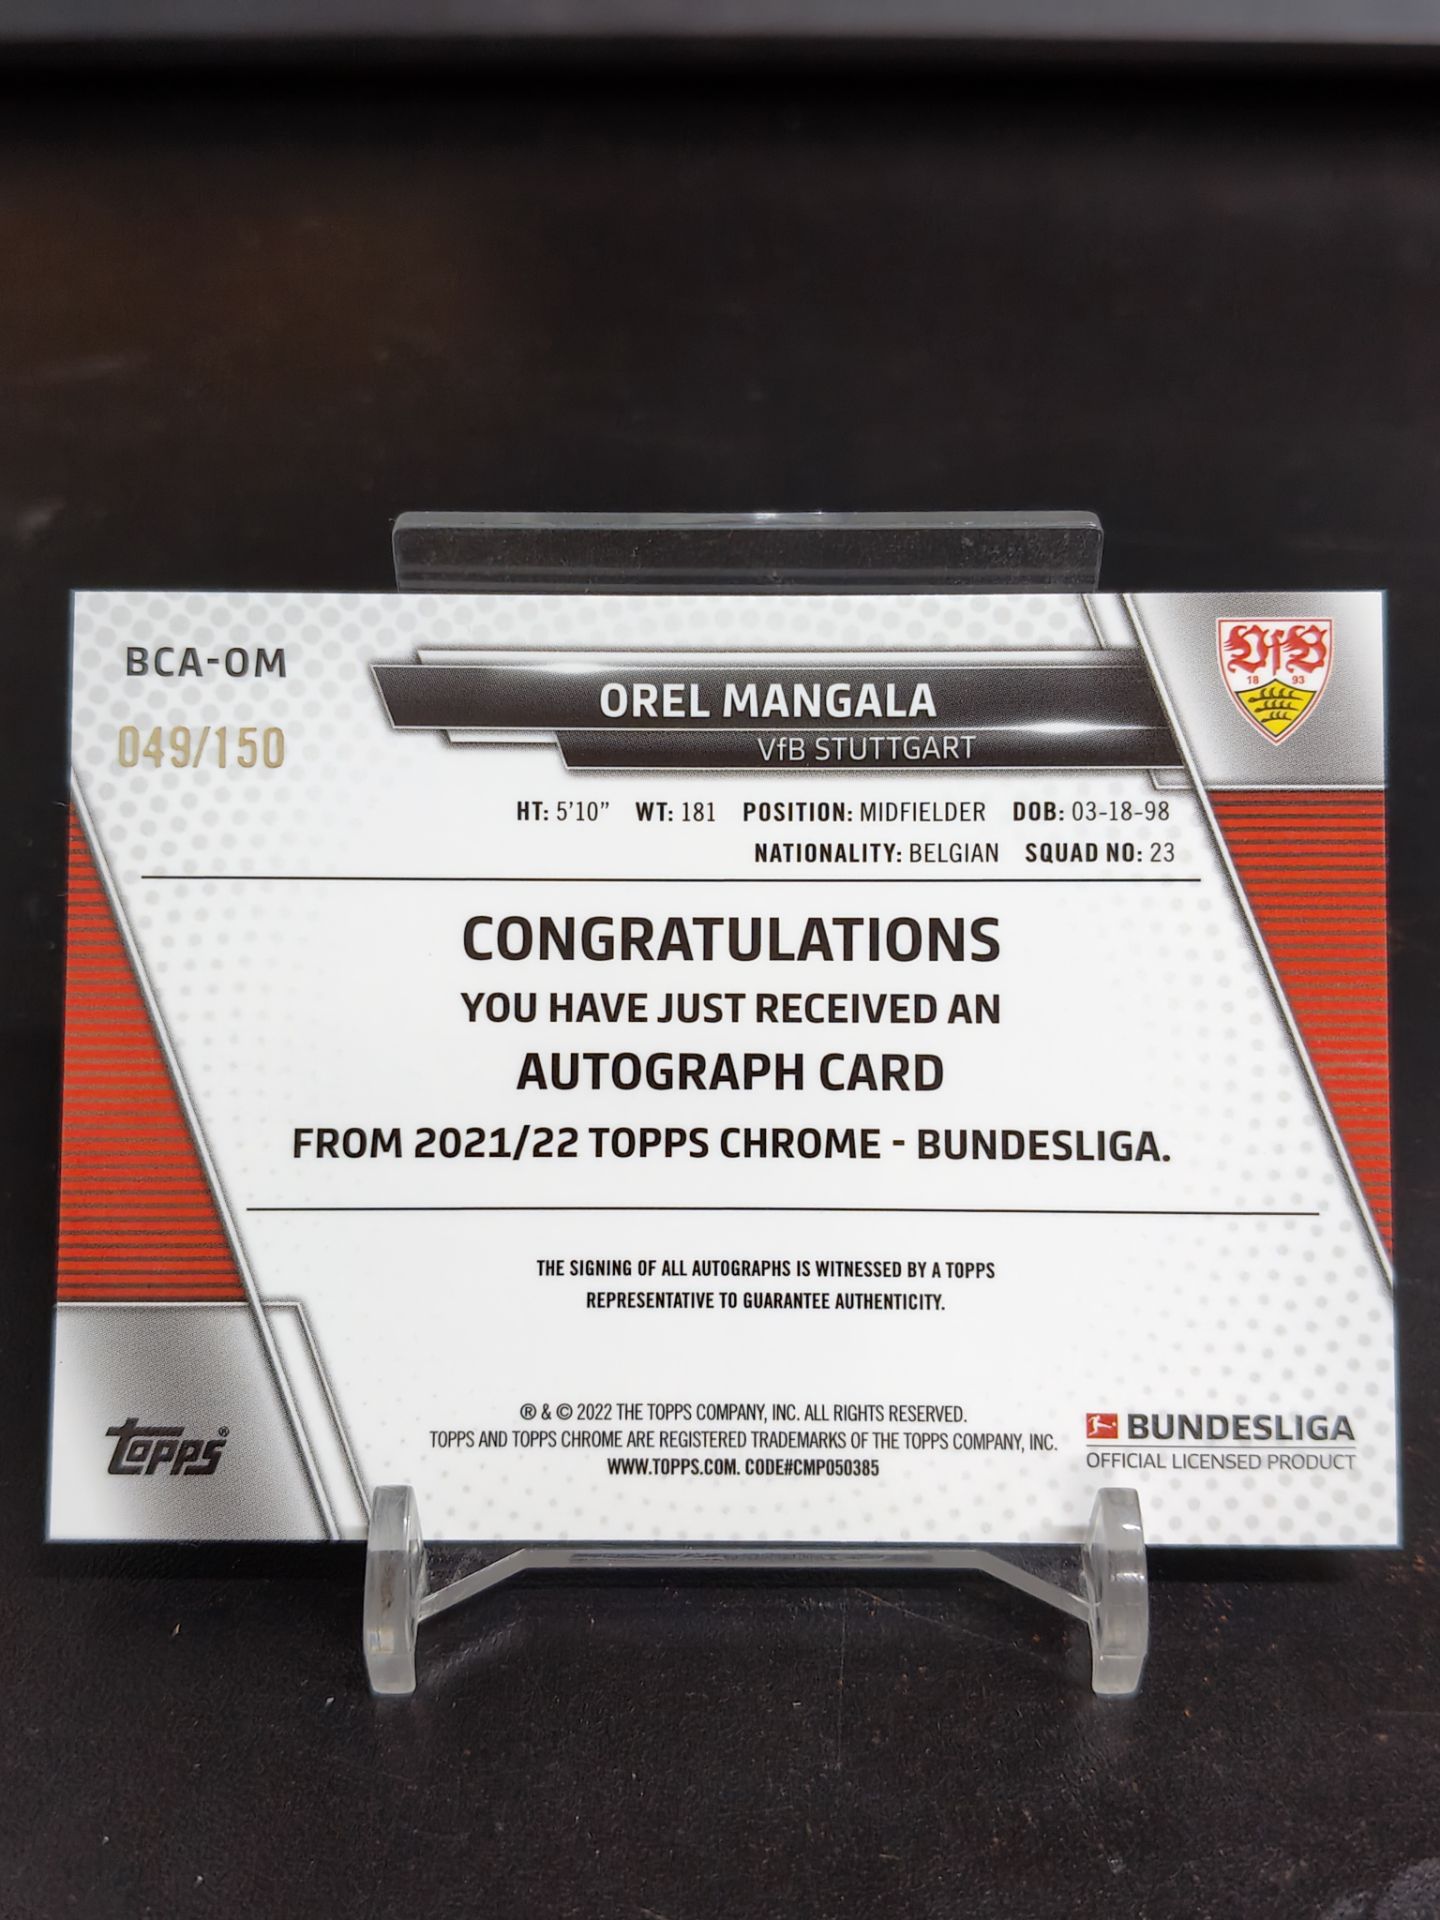 BCA-OM
049/150
OREL MANGALA
VfB STUTTGART
VfB
18 93
HT: 5'10" WT: 181 POSITION: MIDFIELDER DOB: 03-18-98
NATIONALITY: BELGIAN SQUAD NO: 23
CONGRATULATIONS
YOU HAVE JUST RECEIVED AN
AUTOGRAPH CARD
FROM 2021/22 TOPPS CHROME - BUNDESLIGA.
THE SIGNING OF ALL AUTOGRAPHS IS WITNESSED BY A TOPPS
REPRESENTATIVE TO GUARANTEE AUTHENTICITY.
® & © 2022 THE TOPPS COMPANY, INC. ALL RIGHTS RESERVED.
TOPPS AND TOPPS CHROME ARE REGISTERED TRADEMARKS OF THE TOPPS COMPANY, INC.
WWW.TOPPS.COM. CODE#CMP050385
topps®
BUNDESLIGA
OFFICIAL LICENSED PRODUCT